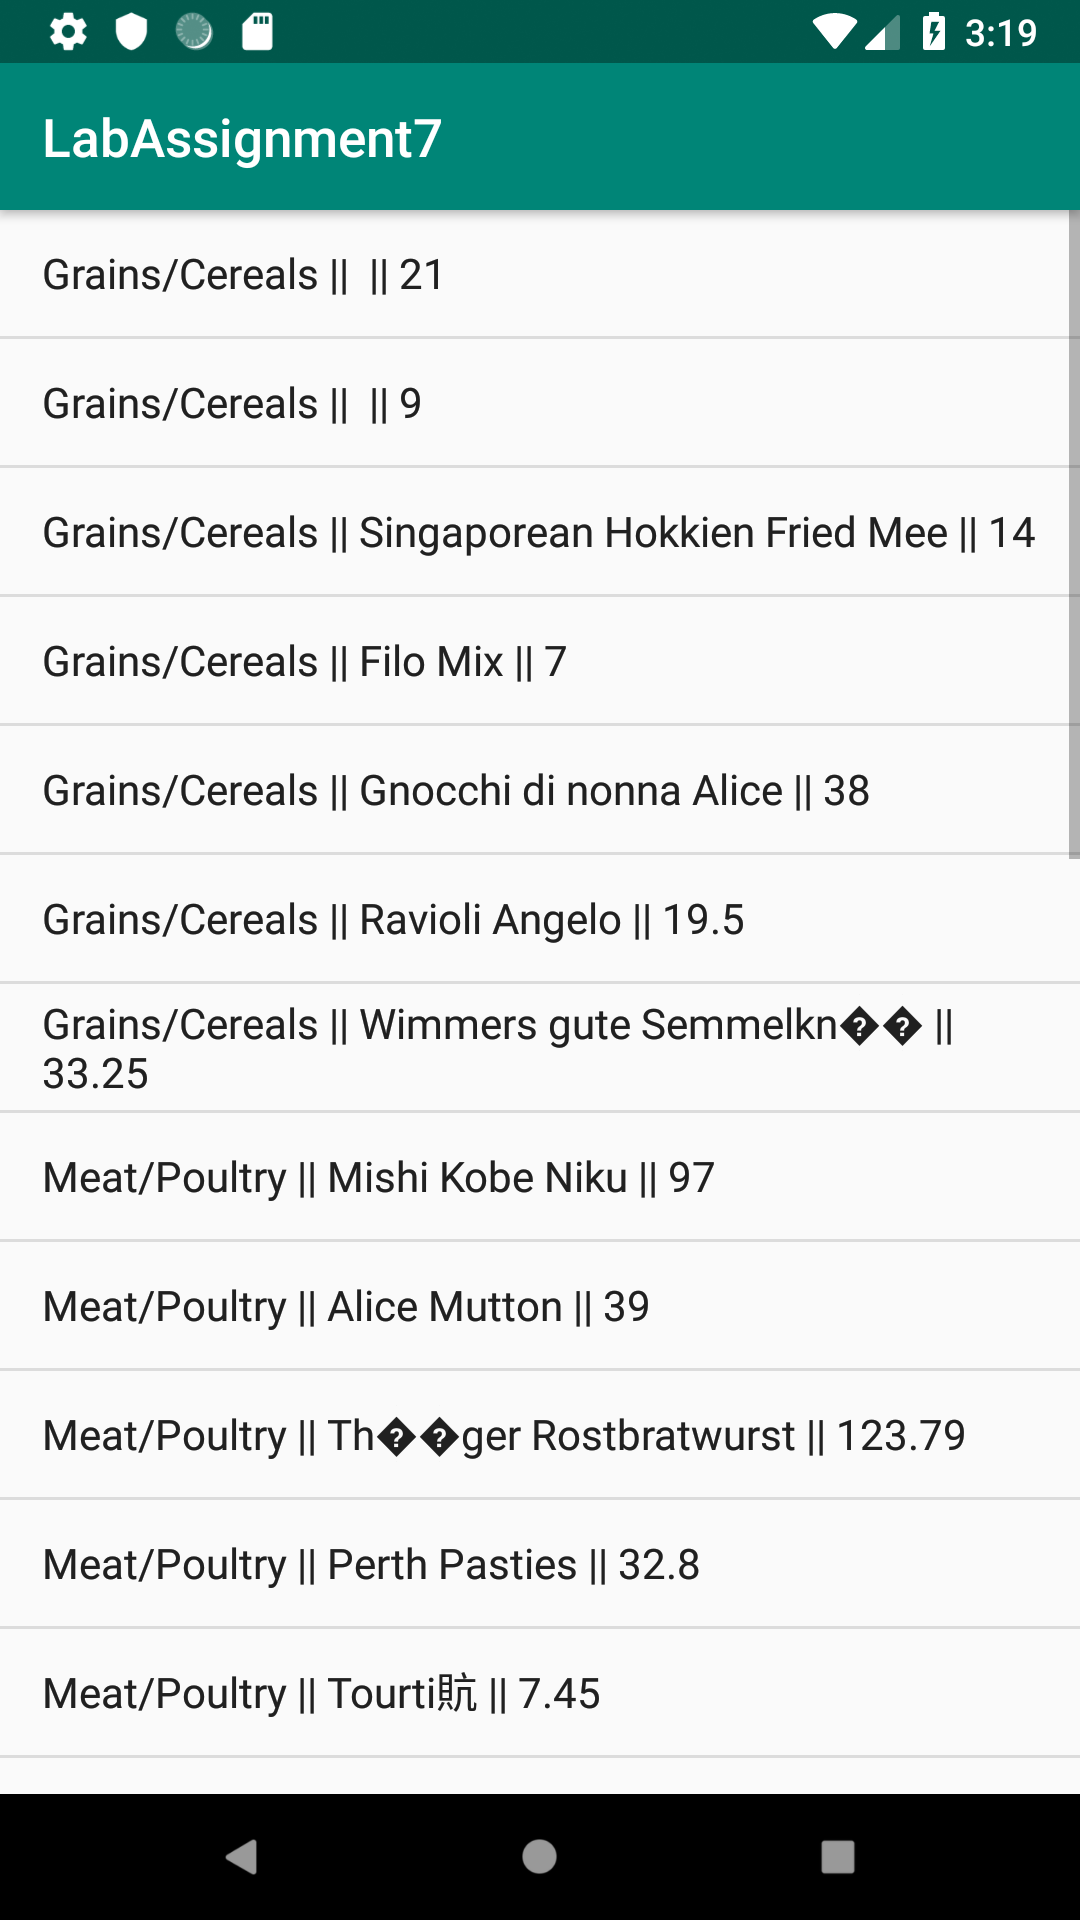 3:19
LabAssignment7
Grains/Cereals ||  || 21
Grains/Cereals ||  || 9
Grains/Cereals || Singaporean Hokkien Fried Mee || 14
Grains/Cereals || Filo Mix || 7
Grains/Cereals || Gnocchi di nonna Alice || 38
Grains/Cereals || Ravioli Angelo || 19.5
Grains/Cereals || Wimmers gute Semmelkn�� ||
33.25
Meat/Poultry || Mishi Kobe Niku || 97
Meat/Poultry || Alice Mutton || 39
Meat/Poultry || Th��ger Rostbratwurst || 123.79
Meat/Poultry || Perth Pasties || 32.8
Meat/Poultry || Tourti貥 || 7.45